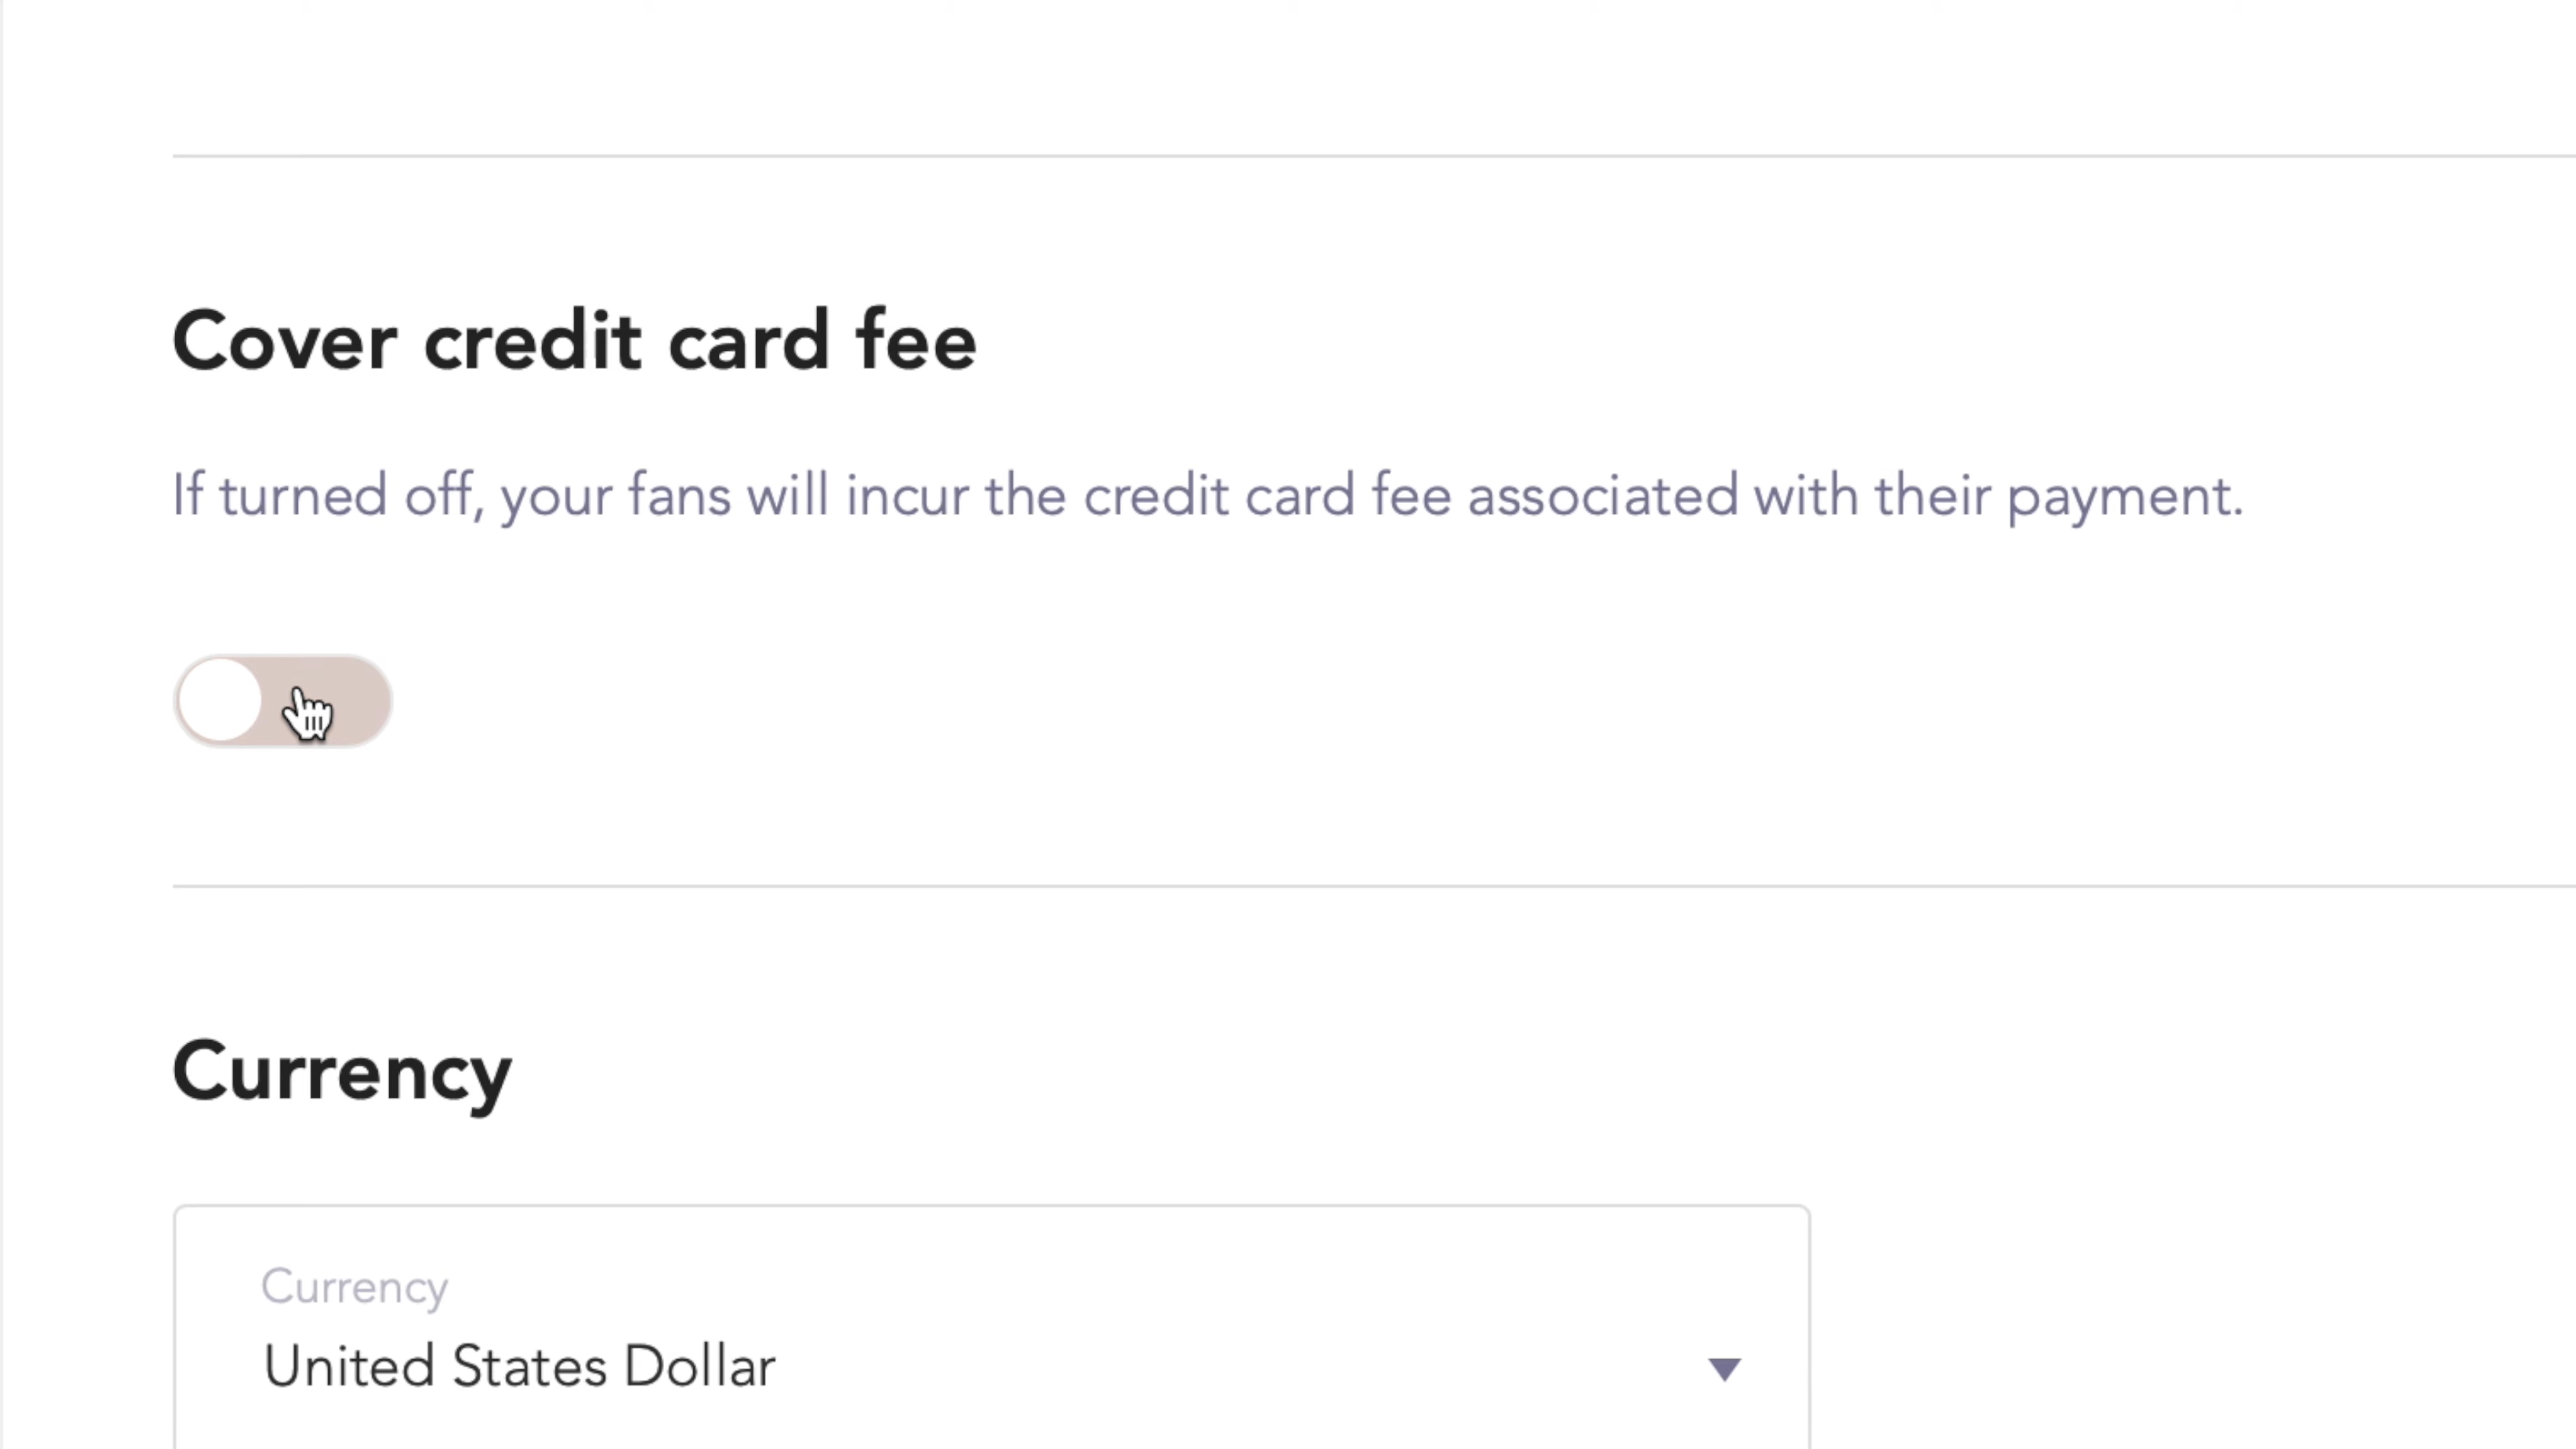 Cover credit card fee
If turned off, your fans will incur the credit card fee associated with their payment.
Currency
Currency
United States Dollar